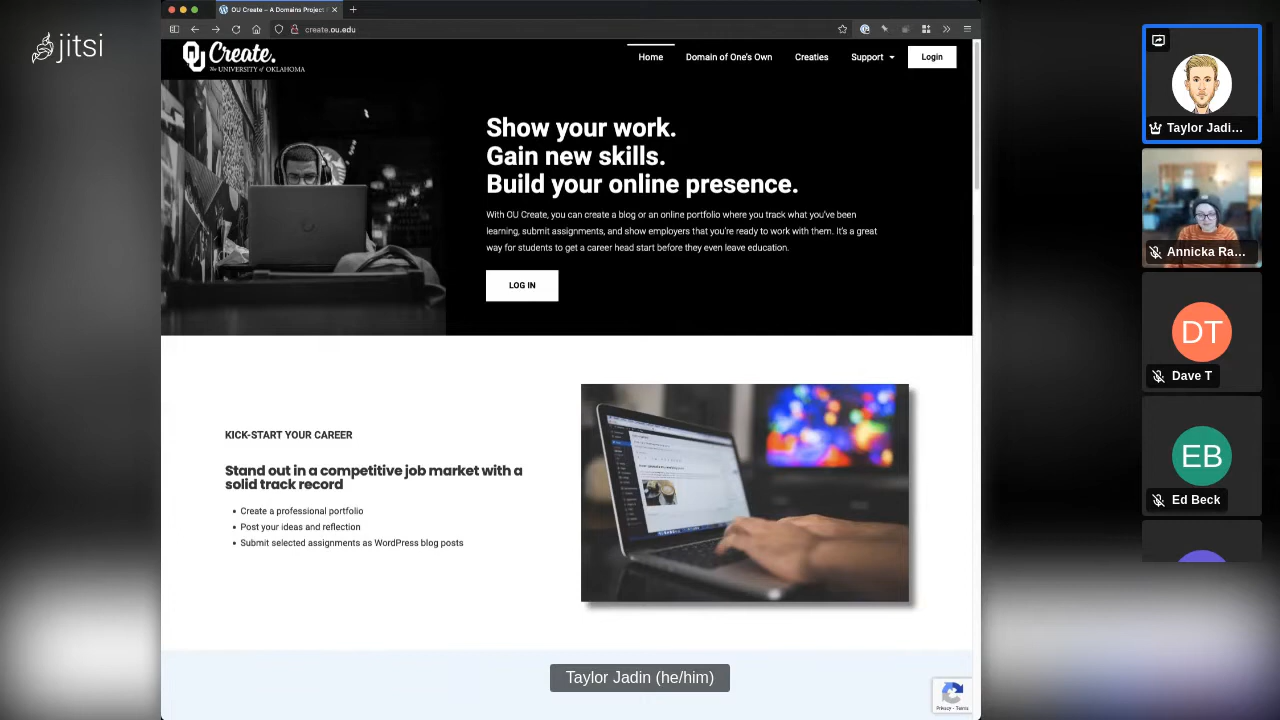 jitsi
OU Create – A Domains Project
create.ou.edu
OU Create.
The UNIVERSITY of OKLAHOMA
Home
Domain of One's Own
Creaties
Support
Login
Show your work.
Gain new skills.
Build your online presence.
With OU Create, you can create a blog or an online portfolio where you track what you've been
learning, submit assignments, and show employers that you're ready to work with them. It's a great
way for students to get a career head start before they even leave education.
LOG IN
KICK-START YOUR CAREER
Stand out in a competitive job market with a
solid track record
• Create a professional portfolio
• Post your ideas and reflection
• Submit selected assignments as WordPress blog posts
Privacy - Terms
Taylor Jadin (he/him)
Taylor Jadi...
Annicka Ra...
DT
Dave T
EB
Ed Beck